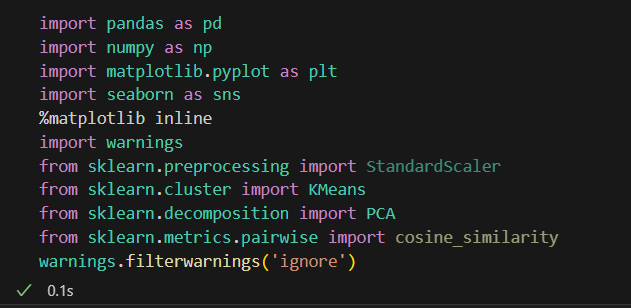 import pandas as pd
import numpy as np
import matplotlib.pyplot as plt
import seaborn as sns
%matplotlib inline
import warnings
from sklearn.preprocessing import StandardScaler
from sklearn.cluster import KMeans
from sklearn.decomposition import PCA
from sklearn.metrics.pairwise import cosine_similarity
warnings.filterwarnings('ignore')
0.1s